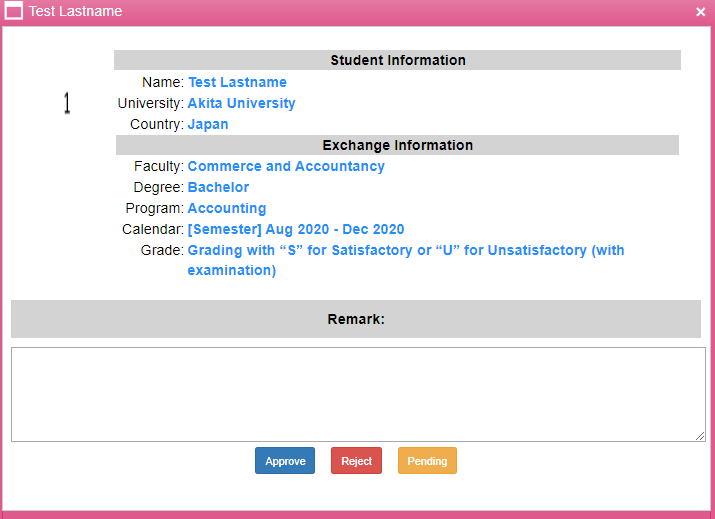 Test Lastname ×
Student Information
1
Name: Test Lastname
University: Akita University
Country: Japan
Exchange Information
Faculty: Commerce and Accountancy
Degree: Bachelor
Program: Accounting
Calendar: [Semester] Aug 2020 - Dec 2020
Grade: Grading with “S” for Satisfactory or “U” for Unsatisfactory (with
examination)
Remark:
Approve Reject Pending